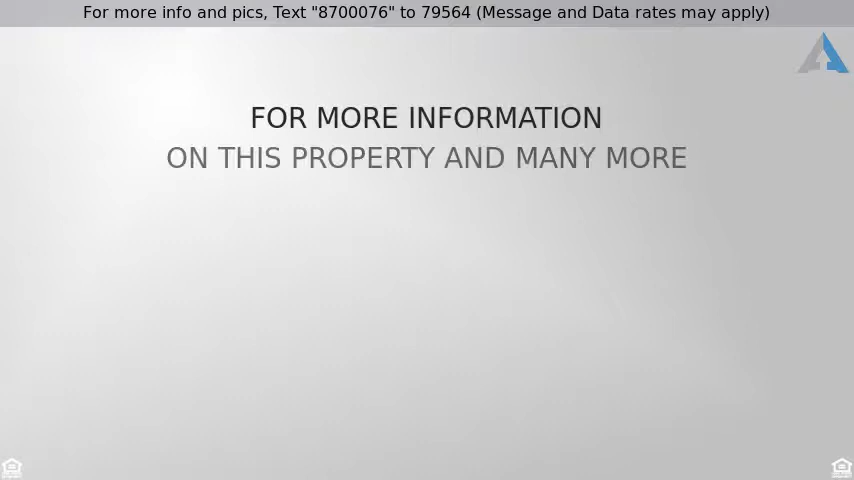 For more info and pics, Text "8700076" to 79564 (Message and Data rates may apply)
FOR MORE INFORMATION
ON THIS PROPERTY AND MANY MORE